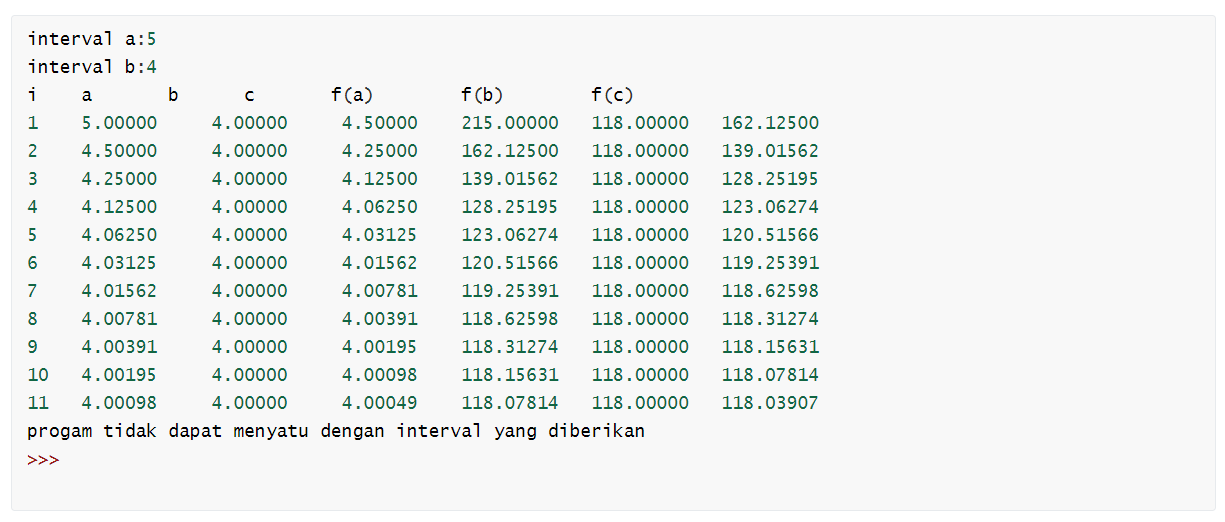 interval a:5
interval b:4
i a b c f(a) f(b) f(c)
1 5.00000 4.00000 4.50000 215.00000 118.00000 162.12500
2 4.50000 4.00000 4.25000 162.12500 118.00000 139.01562
3 4.25000 4.00000 4.12500 139.01562 118.00000 128.25195
4 4.12500 4.00000 4.06250 128.25195 118.00000 123.06274
5 4.06250 4.00000 4.03125 123.06274 118.00000 120.51566
6 4.03125 4.00000 4.01562 120.51566 118.00000 119.25391
7 4.01562 4.00000 4.00781 119.25391 118.00000 118.62598
8 4.00781 4.00000 4.00391 118.62598 118.00000 118.31274
9 4.00391 4.00000 4.00195 118.31274 118.00000 118.15631
10 4.00195 4.00000 4.00098 118.15631 118.00000 118.07814
11 4.00098 4.00000 4.00049 118.07814 118.00000 118.03907
progam tidak dapat menyatu dengan interval yang diberikan
>>>